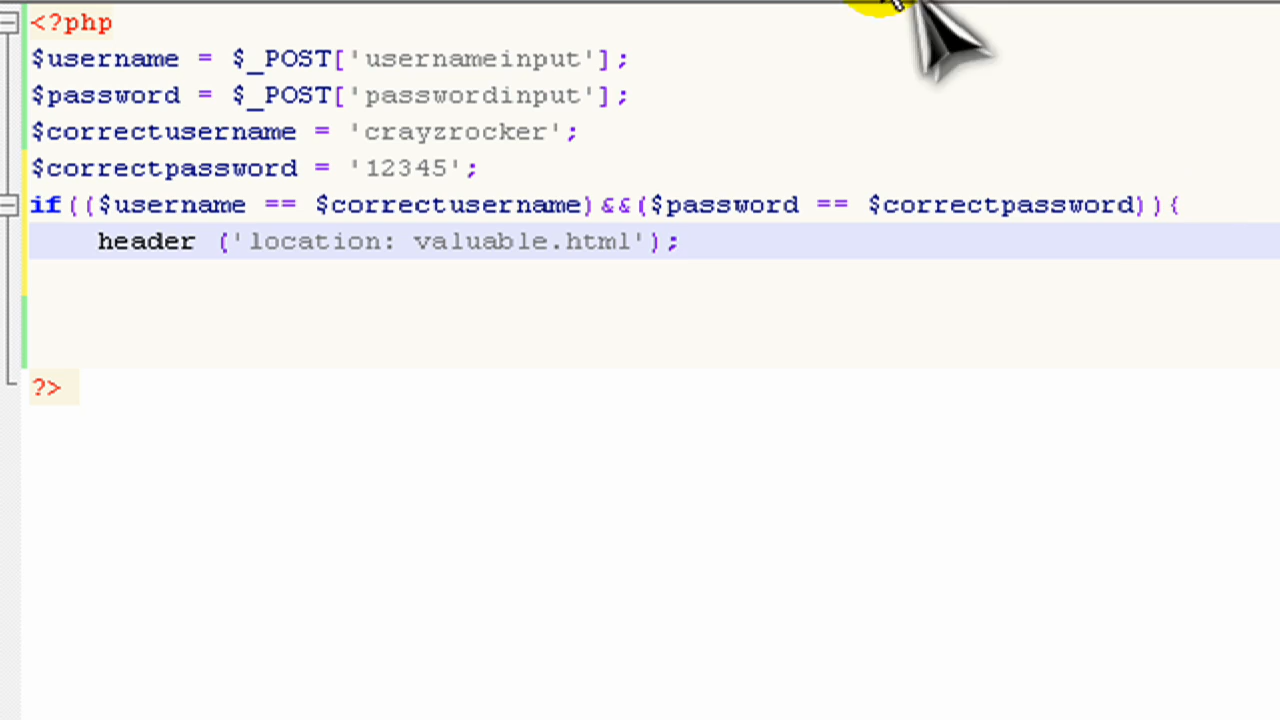 <?php
$username = $_POST['usernameinput'];
$password = $_POST['passwordinput'];
$correctusername = 'crayzrocker';
$correctpassword = '12345';
if(($username == $correctusername)&&($password == $correctpassword)){
header ('location: valuable.html');
?>